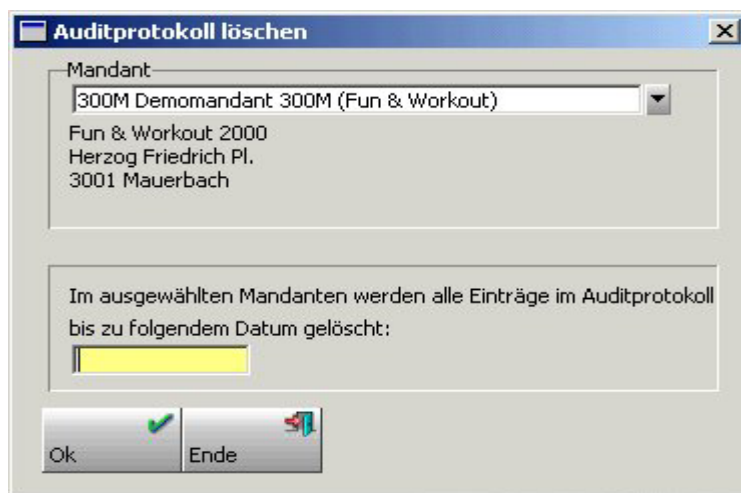 Auditprotokoll löschen
Mandant
300M Demomandant 300M (Fun & Workout)
Fun & Workout 2000
Herzog Friedrich Pl.
3001 Mauerbach
Im ausgewählten Mandanten werden alle Einträge im Auditprotokoll
bis zu folgendem Datum gelöscht:
Ok
Ende